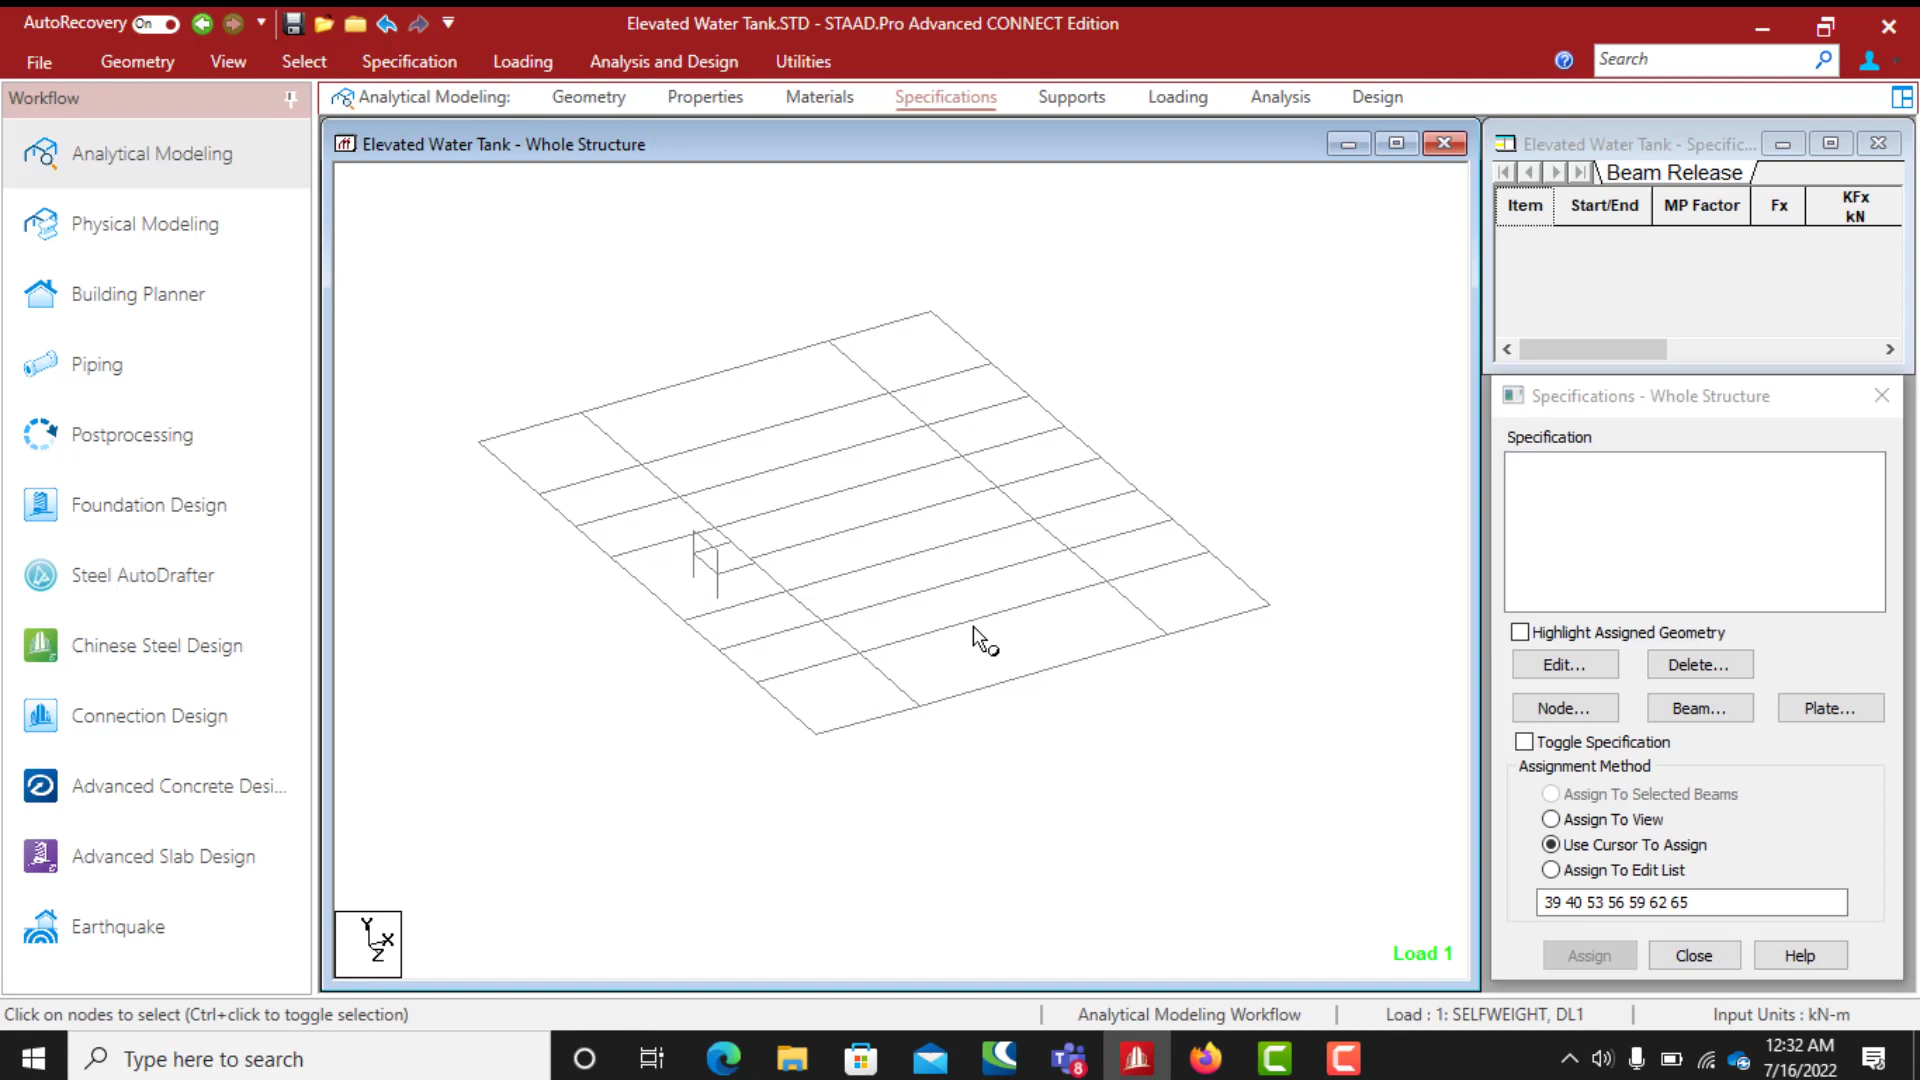 AutoRecovery On
Elevated Water Tank.STD - STAAD.Pro Advanced CONNECT Edition
File Geometry View Select Specification Loading Analysis and Design Utilities
Search
Workflow
Analytical Modeling: Geometry Properties Materials Specifications Supports Loading Analysis Design
Analytical Modeling
Physical Modeling
Building Planner
Piping
Postprocessing
Foundation Design
Steel AutoDrafter
Chinese Steel Design
Connection Design
Advanced Concrete Desi...
Advanced Slab Design
Earthquake
Elevated Water Tank - Whole Structure
Y
X
Z
Load 1
Elevated Water Tank - Specific...
Beam Release
Item Start/End MP Factor Fx KFx
kN
Specifications - Whole Structure
Specification
Highlight Assigned Geometry
Edit... Delete...
Node... Beam... Plate...
Toggle Specification
Assignment Method
Assign To Selected Beams
Assign To View
Use Cursor To Assign
Assign To Edit List
39 40 53 56 59 62 65
Assign Close Help
Click on nodes to select (Ctrl+click to toggle selection)
Analytical Modeling Workflow
Load : 1: SELFWEIGHT, DL1
Input Units : kN-m
Type here to search
8
12:32 AM
7/16/2022